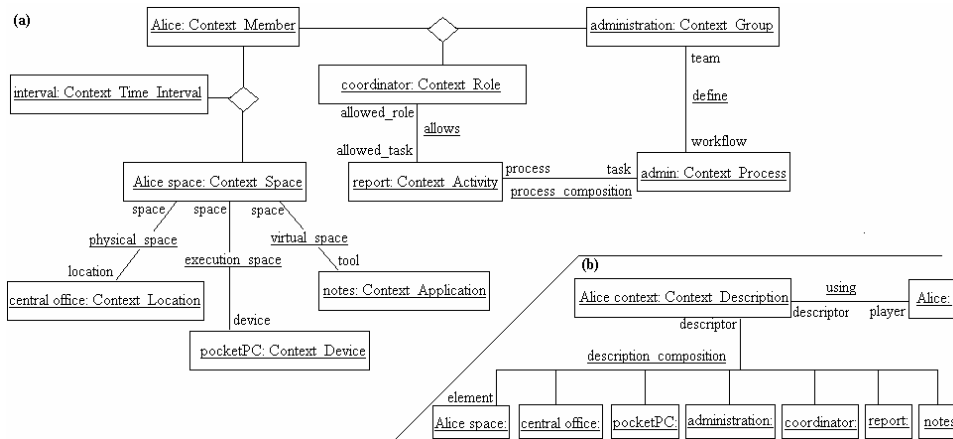 (a)
Alice: Context_Member
administration: Context_Group
interval: Context_Time_Interval
coordinator: Context_Role
team
allowed_role
allows
define
allowed_task
workflow
Alice space: Context_Space
report: Context_Activity
process
task
process_composition
admin: Context_Process
space
space
space
physical_space
execution_space
virtual_space
location
tool
central office: Context_Location
notes: Context_Application
device
pocketPC: Context_Device
(b)
Alice context: Context_Description
using
descriptor
player
Alice:
descriptor
description_composition
element
Alice space:
central office:
pocketPC:
administration:
coordinator:
report:
notes